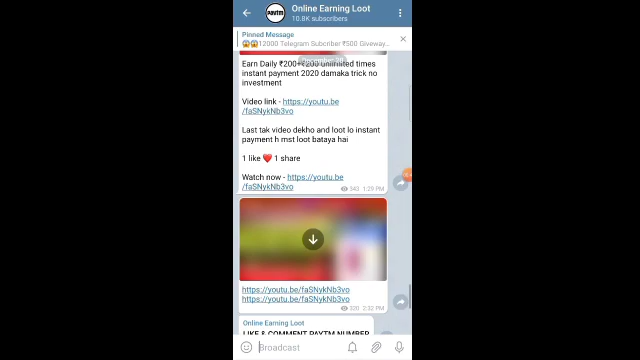 Online Earning Loot
PAYTM
10.8K subscribers
Pinned Message
😱😱12000 Telegram Subcriber ₹500 Giveway...
Earn Daily ₹200+₹200 unlimited times
instant payment 2020 damaka trick no
investment
Video link - https://youtu.be
/faSNykNb3vo
Last tak video dekho and loot lo instant
payment h mst loot bataya hai
1 like ❤️ 1 share
Watch now - https://youtu.be
/faSNykNb3vo
343 1:29 PM
https://youtu.be/faSNykNb3vo
https://youtu.be/faSNykNb3vo
320 2:32 PM
Online Earning Loot
LIKE & COMMENT PAYTM NUMBER
Broadcast